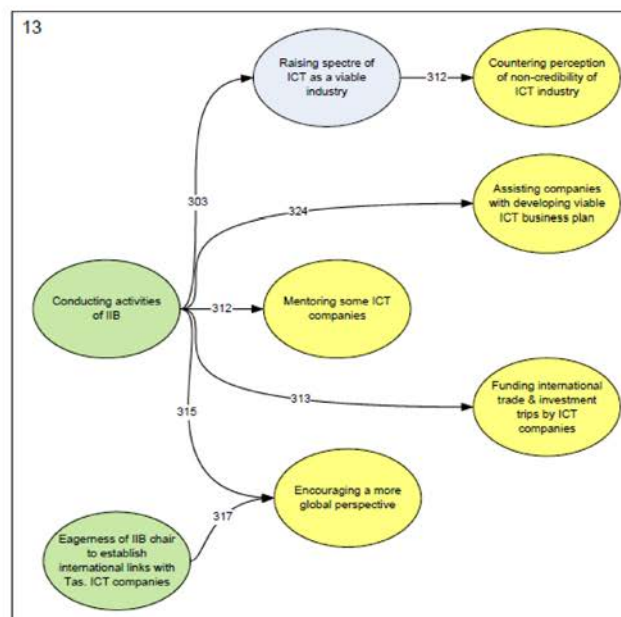 13
Raising spectre of
ICT as a viable
industry
312
Countering perception
of non-credibility of
ICT industry
303
324
Assisting companies
with developing viable
ICT business plan
Conducting activities
of IIB
312
Mentoring some ICT
companies
313
Funding international
trade & investment
trips by ICT
companies
315
Encouraging a more
global perspective
317
Eagerness of IIB chair
to establish
international links with
Tas. ICT companies